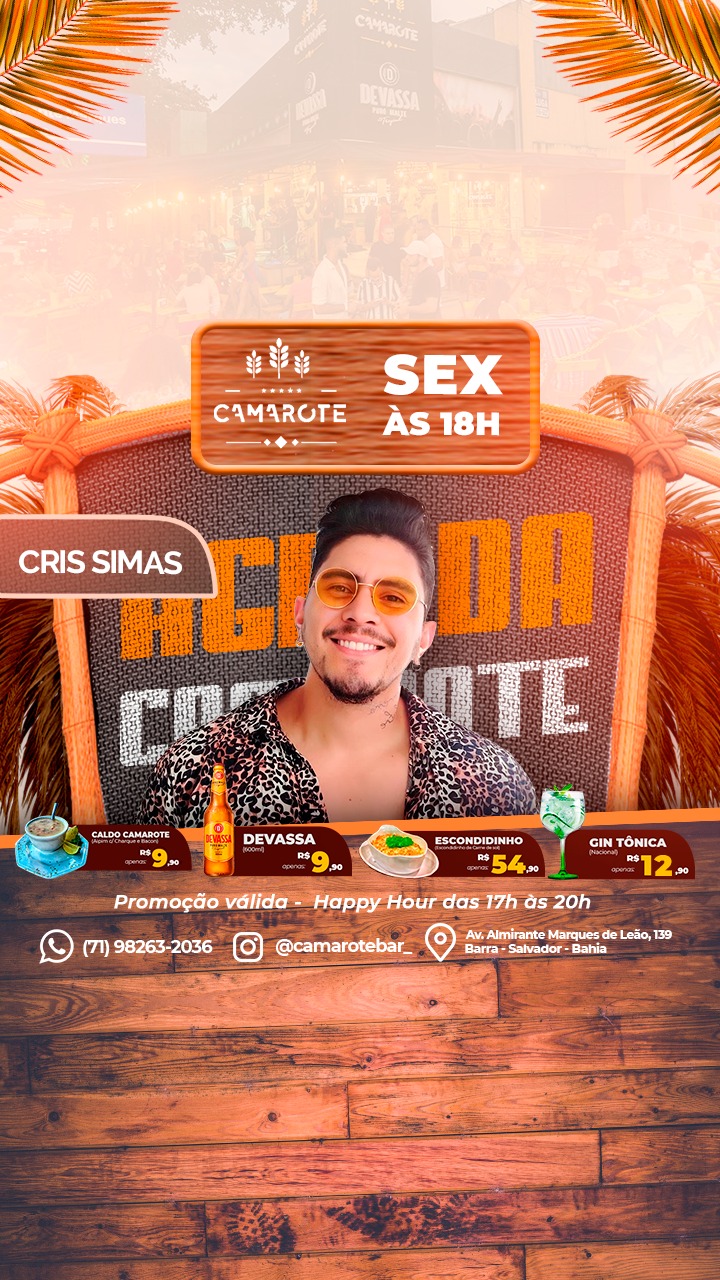 CAMAROTE
DEVASSA
PURO MALTE
DEVASSA
CAMAROTE
SEX
ÀS 18H
CRIS SIMAS
CALDO CAMAROTE
(Aipim c/ Charque e Bacon)
apenas: R$ 9,90
DEVASSA
(600ml)
apenas: R$ 9,90
ESCONDIDINHO
(Escondidinho de Carne de sol)
apenas: R$ 54,90
GIN TÔNICA
(Nacional)
apenas: R$ 12,90
Promoção válida - Happy Hour das 17h às 20h
(71) 98263-2036
@camarotebar_
Av. Almirante Marques de Leão, 139
Barra - Salvador - Bahia